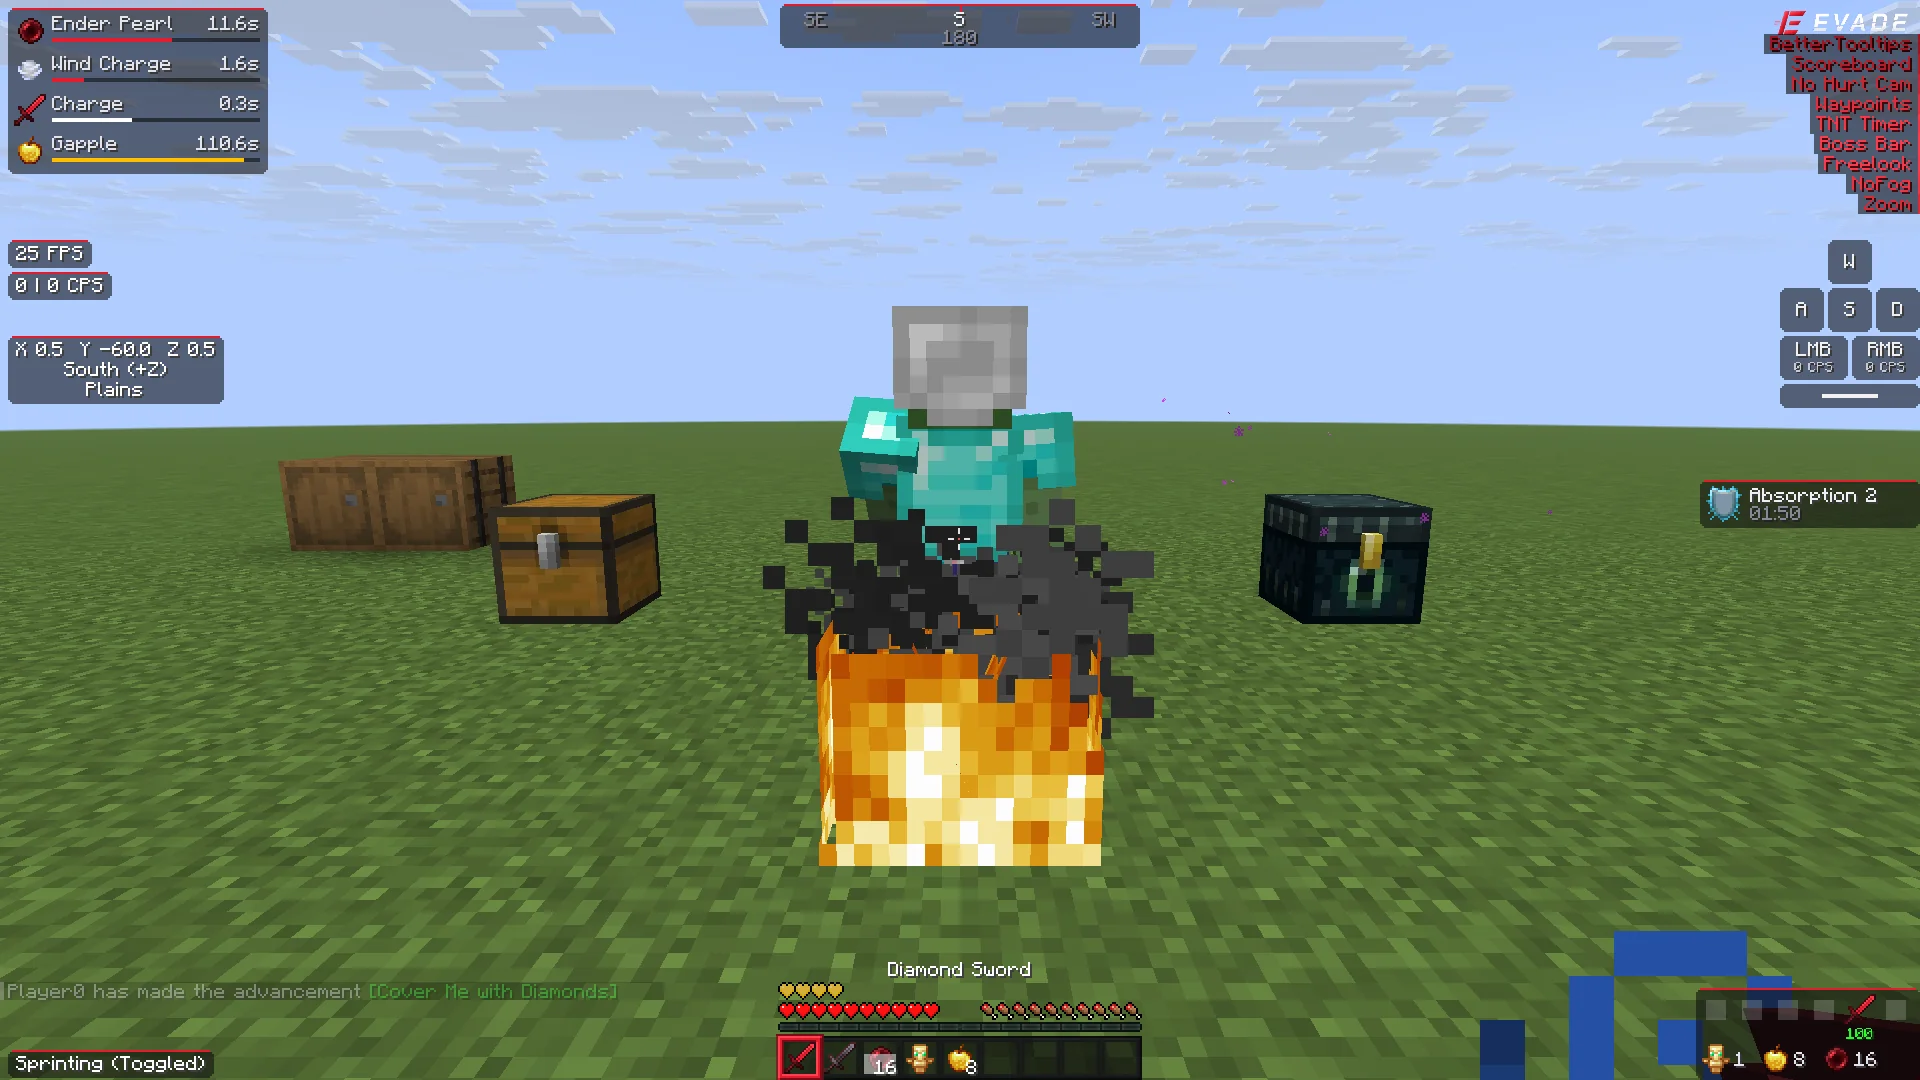 Ender Pearl 11.6s
Wind Charge 1.6s
Charge 0.3s
Gapple 110.6s
SE S SW
180
EVADE
Better Tooltips
Scoreboard
No Hurt Cam
Waypoints
TNT Timer
Boss Bar
Freelook
NoFog
Zoom
25 FPS
0 | 0 CPS
X 0.5 Y -60.0 Z 0.5
South (+Z)
Plains
W
A S D
LMB RMB
0 CPS 0 CPS
Absorption 2
01:50
Diamond Sword
Player0 has made the advancement [Cover Me with Diamonds]
Sprinting (Toggled)
16 8
100
1 8 16